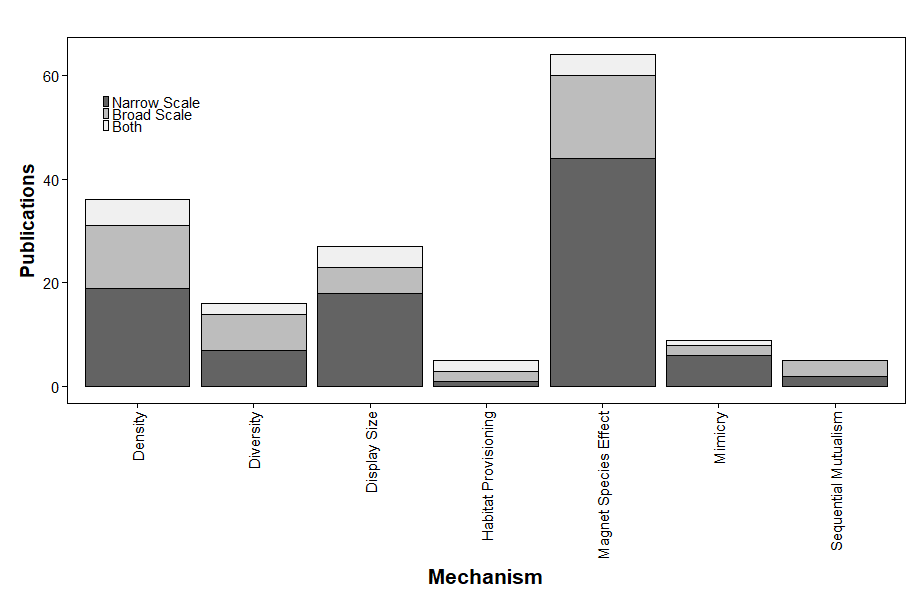 60
40
20
0
Publications
Narrow Scale
Broad Scale
Both
Density
Diversity
Display Size
Habitat Provisioning
Magnet Species Effect
Mimicry
Sequential Mutualism
Mechanism